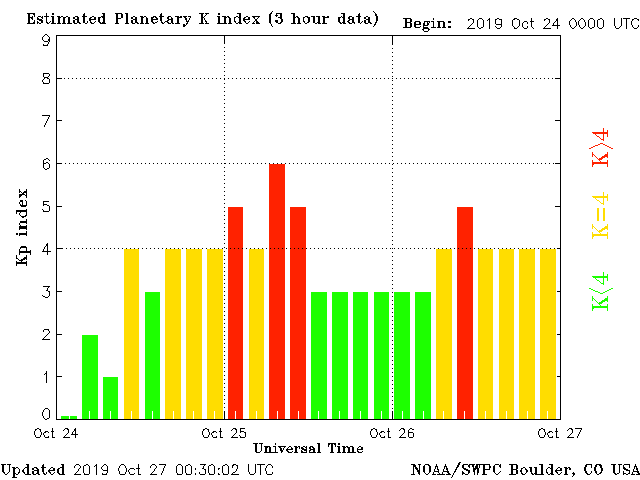 Estimated Planetary K index (3 hour data) Begin: 2019 Oct 24 0000 UTC
9
8
7
6
5
4
3
2
1
0
Kp index
K>4
K=4
K<4
Oct 24 Oct 25 Oct 26 Oct 27
Universal Time
Updated 2019 Oct 27 00:30:02 UTC NOAA/SWPC Boulder, CO USA